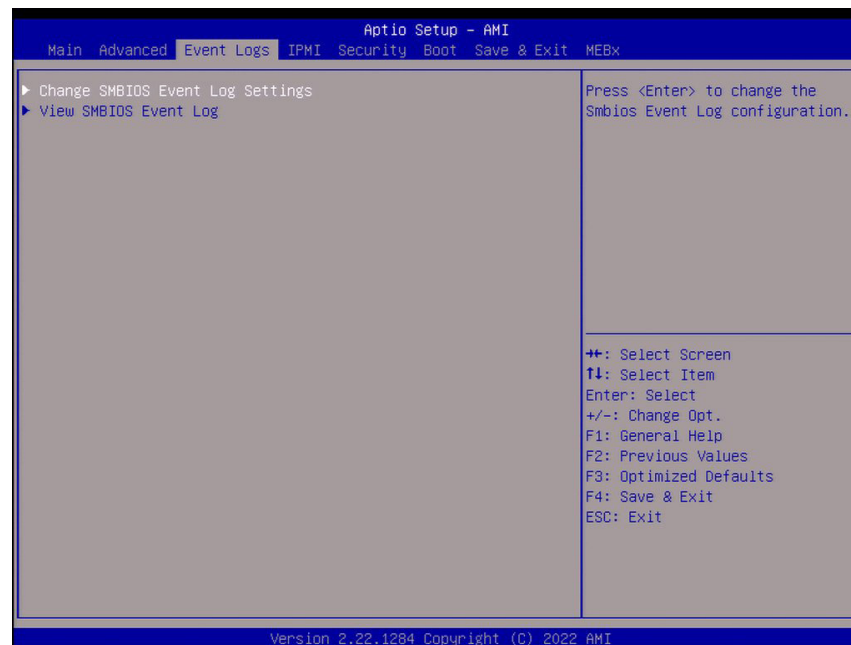 Aptio Setup - AMI
Main Advanced Event Logs IPMI Security Boot Save & Exit MEBx
▶ Change SMBIOS Event Log Settings
▶ View SMBIOS Event Log
Press <Enter> to change the
Smbios Event Log configuration.
→←: Select Screen
↑↓: Select Item
Enter: Select
+/-: Change Opt.
F1: General Help
F2: Previous Values
F3: Optimized Defaults
F4: Save & Exit
ESC: Exit
Version 2.22.1284 Copyright (C) 2022 AMI